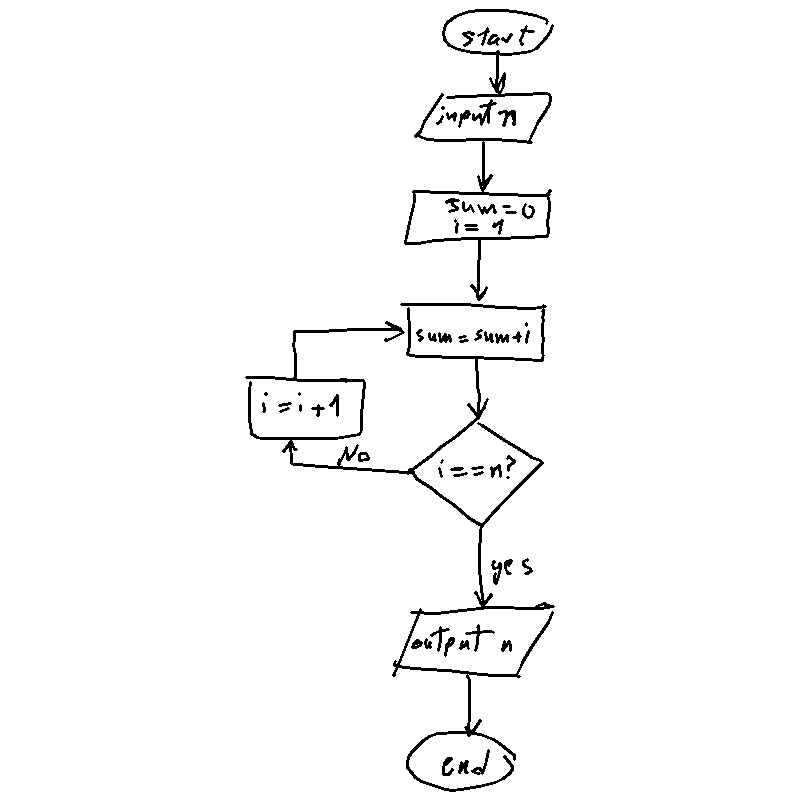 start
input n
sum=0
i=1
sum=sum+i
i=i+1
No
i==n?
yes
output n
end